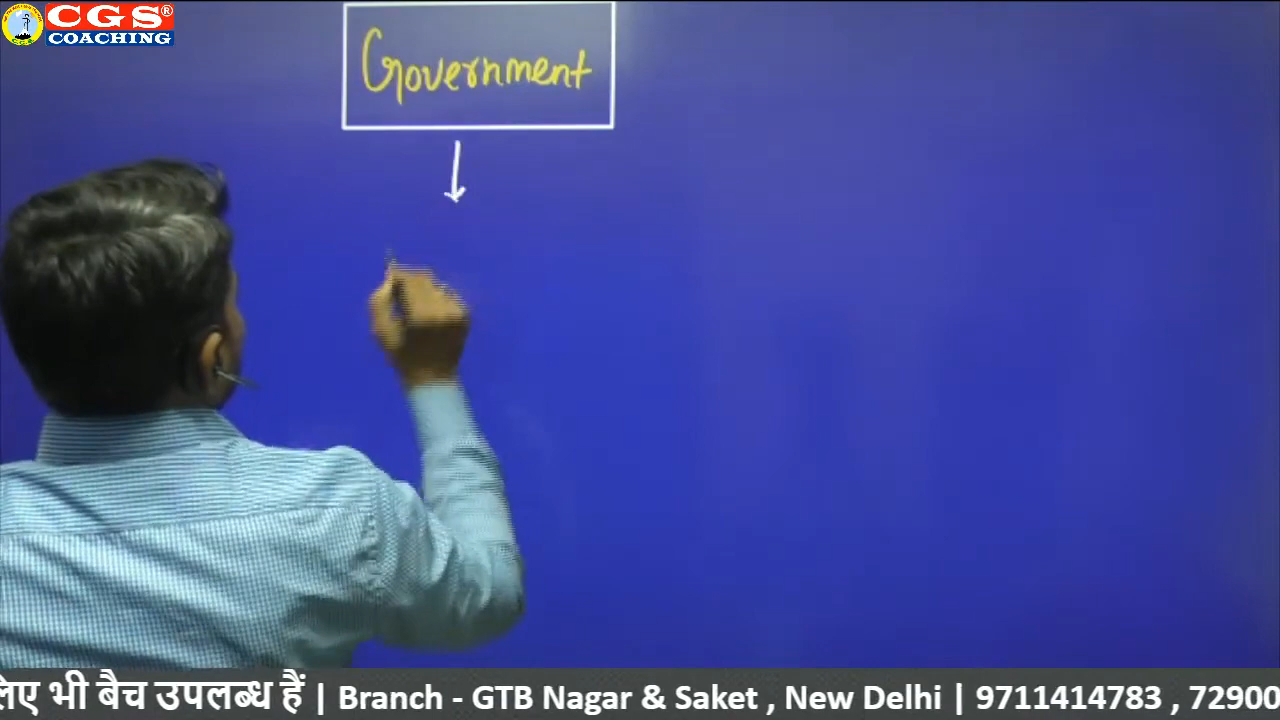 CGS®
COACHING
Government
लिए भी बैच उपलब्ध हैं | Branch - GTB Nagar & Saket , New Delhi | 9711414783 , 72900